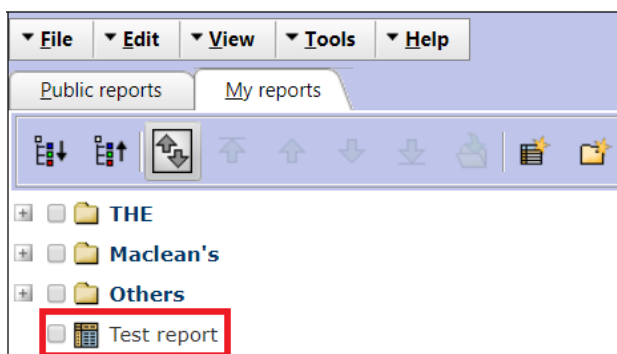 File Edit View Tools Help
Public reports My reports
THE
Maclean's
Others
Test report